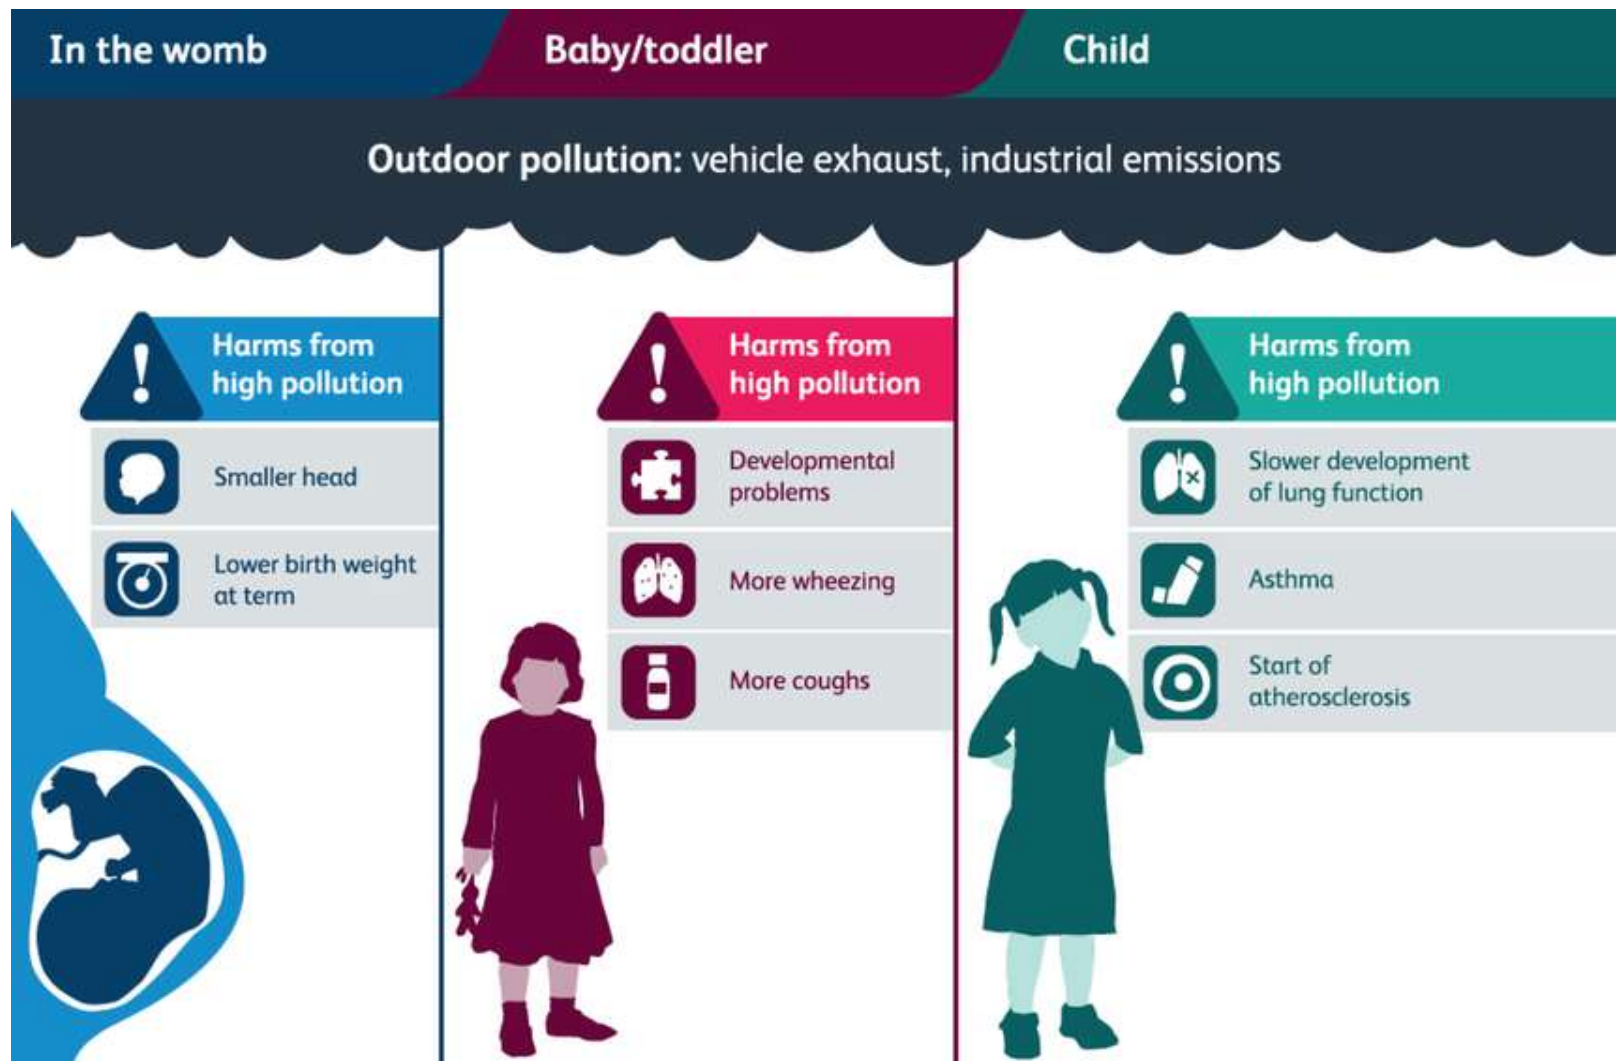 In the womb
Baby/toddler
Child
Outdoor pollution: vehicle exhaust, industrial emissions
Harms from
high pollution
Smaller head
Lower birth weight
at term
Harms from
high pollution
Developmental
problems
More wheezing
More coughs
Harms from
high pollution
Slower development
of lung function
Asthma
Start of
atherosclerosis